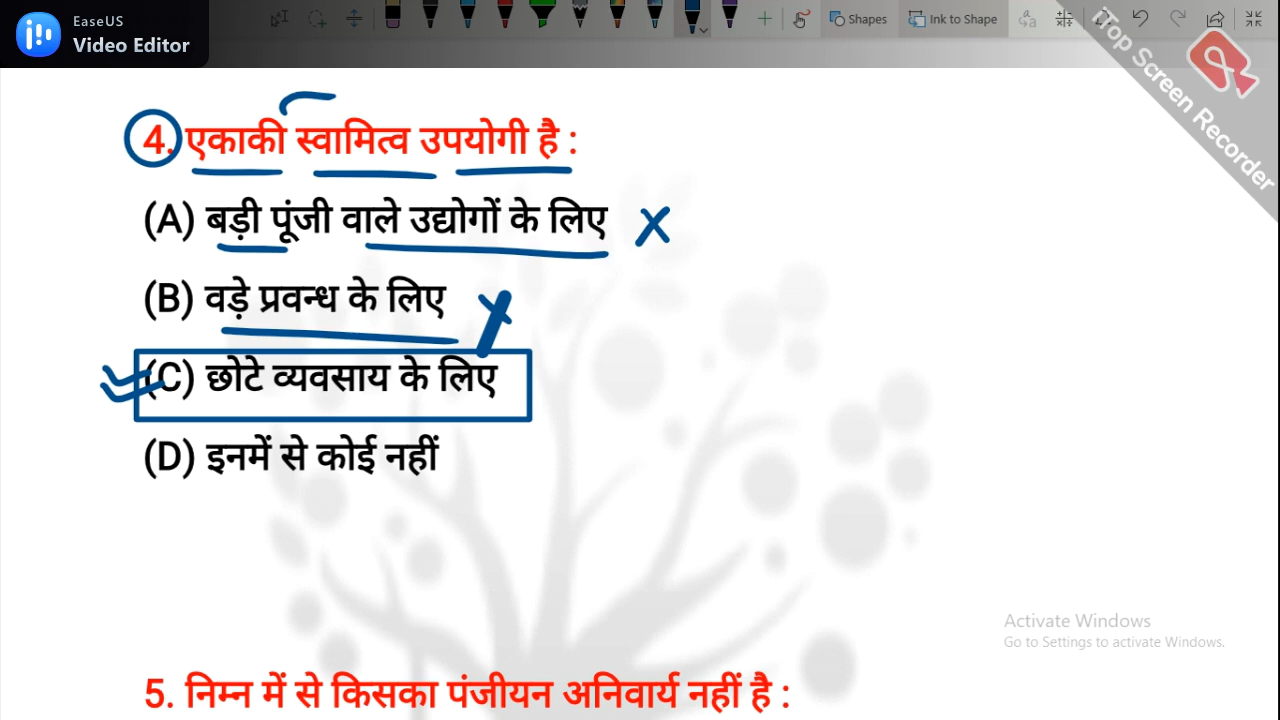 EaseUS
Video Editor
Shapes
Ink to Shape
iTop Screen Recorder
4. एकाकी स्वामित्व उपयोगी है :
(A) बड़ी पूंजी वाले उद्योगों के लिए
(B) वड़े प्रवन्ध के लिए
(C) छोटे व्यवसाय के लिए
(D) इनमें से कोई नहीं
Activate Windows
Go to Settings to activate Windows.
5. निम्न में से किसका पंजीयन अनिवार्य नहीं है :